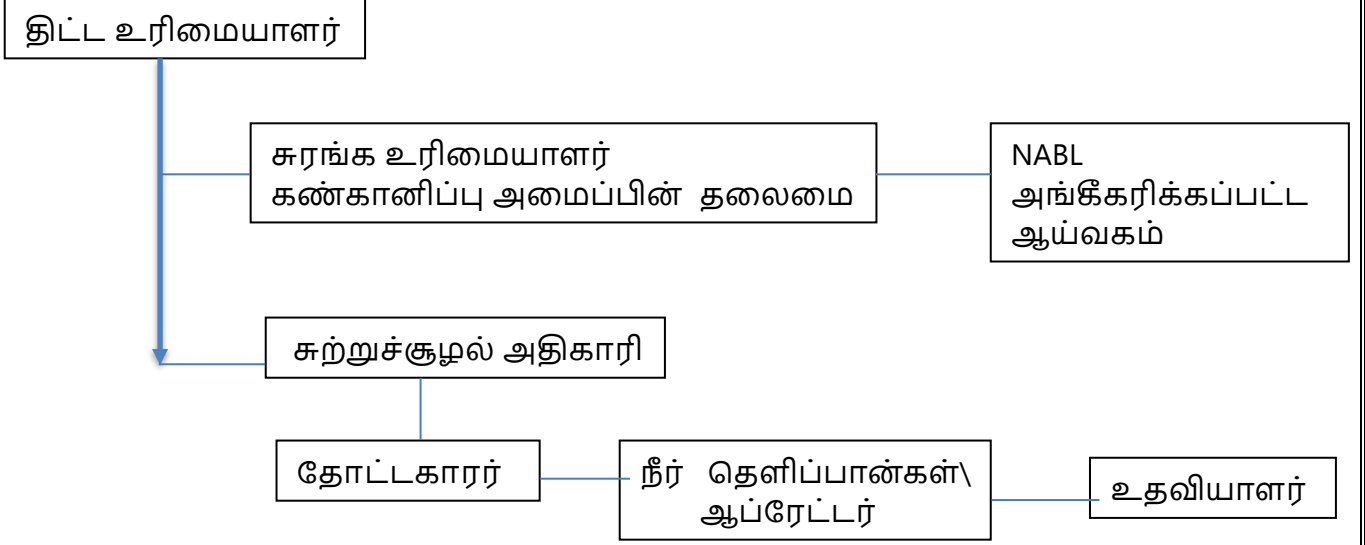 திட்ட உரிமையாளர்
சுரங்க உரிமையாளர்
கண்கானிப்பு அமைப்பின் தலைமை
NABL
அங்கீகரிக்கப்பட்ட
ஆய்வகம்
சுற்றுச்சூழல் அதிகாரி
தோட்டகாரர்
நீர் தெளிப்பான்கள்\
ஆப்ரேட்டர்
உதவியாளர்